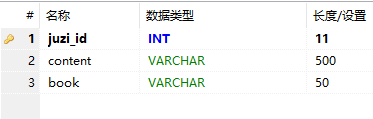 # 名称 数据类型 长度/设置
1 juzi_id INT 11
2 content VARCHAR 500
3 book VARCHAR 50